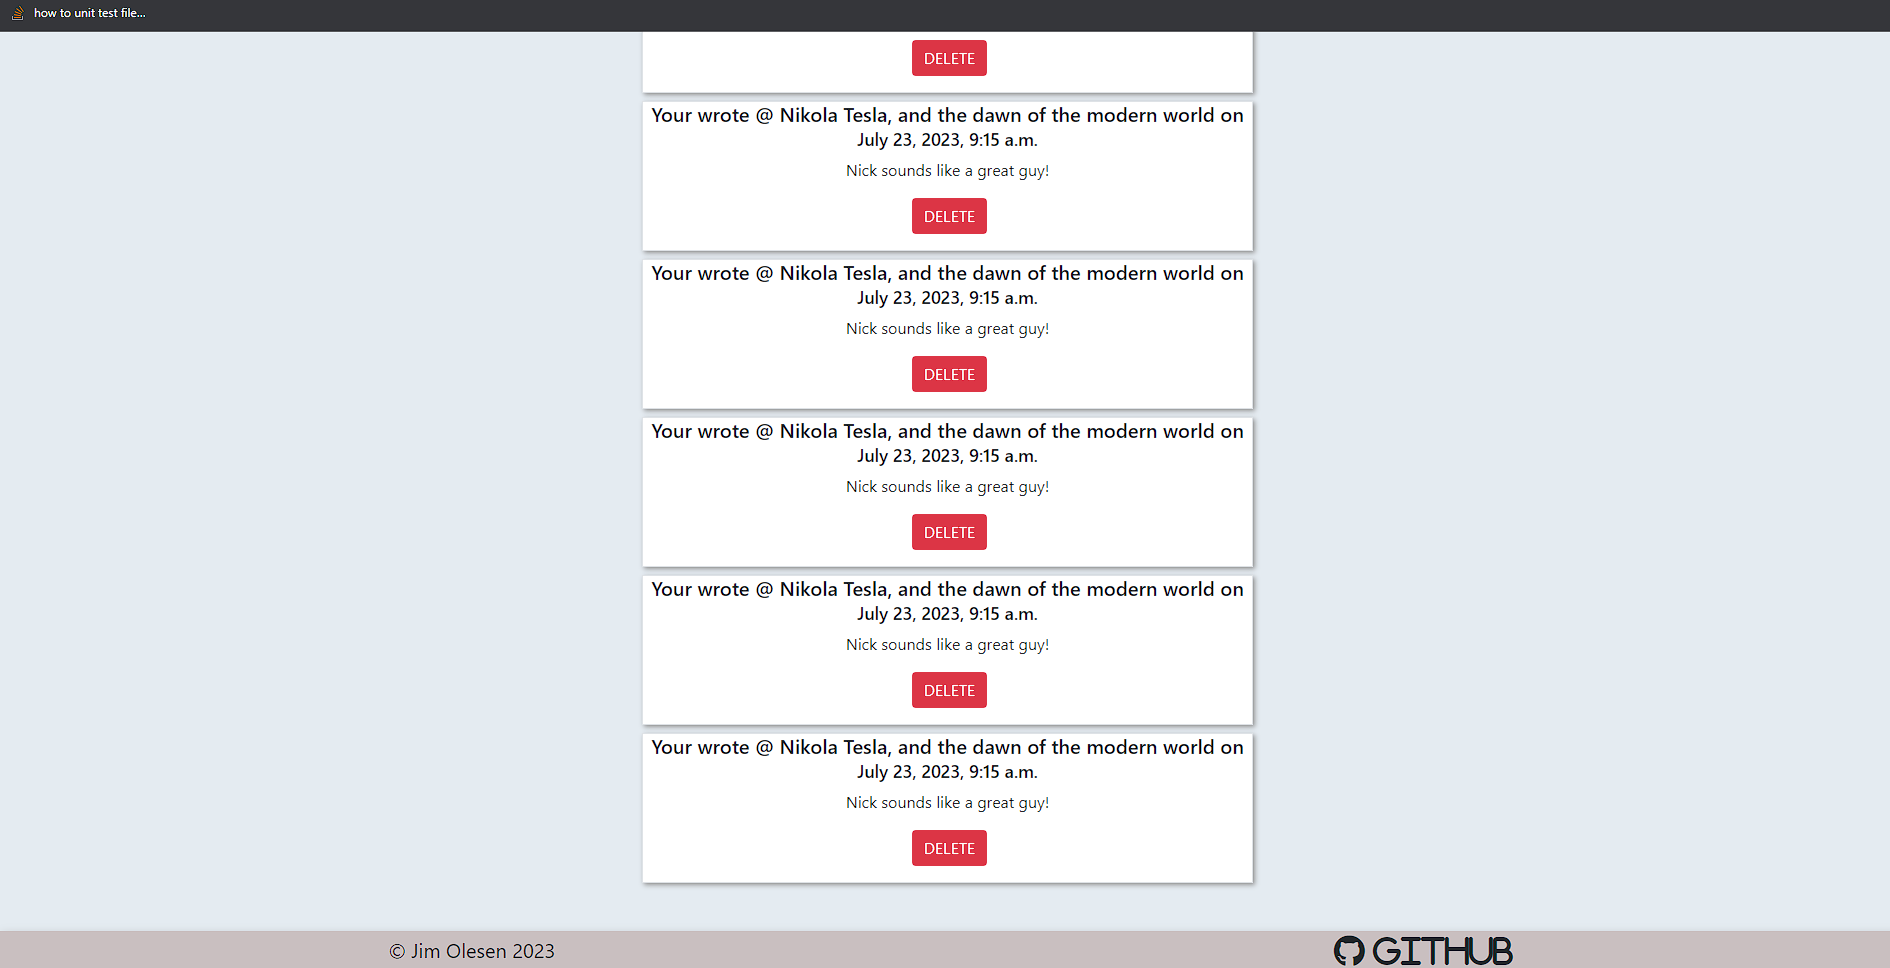 how to unit test file...
DELETE
Your wrote @ Nikola Tesla, and the dawn of the modern world on
July 23, 2023, 9:15 a.m.
Nick sounds like a great guy!
DELETE
Your wrote @ Nikola Tesla, and the dawn of the modern world on
July 23, 2023, 9:15 a.m.
Nick sounds like a great guy!
DELETE
Your wrote @ Nikola Tesla, and the dawn of the modern world on
July 23, 2023, 9:15 a.m.
Nick sounds like a great guy!
DELETE
Your wrote @ Nikola Tesla, and the dawn of the modern world on
July 23, 2023, 9:15 a.m.
Nick sounds like a great guy!
DELETE
Your wrote @ Nikola Tesla, and the dawn of the modern world on
July 23, 2023, 9:15 a.m.
Nick sounds like a great guy!
DELETE
© Jim Olesen 2023
GITHUB